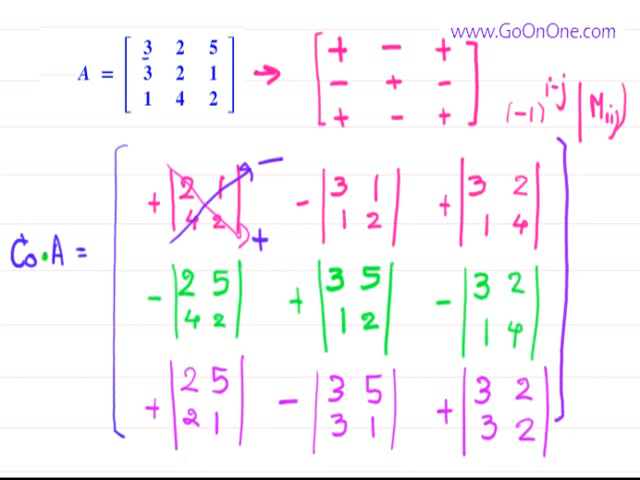 www.GoOnOne.com
A = [ 3 2 5 ] → [ + − + ]
[ 3 2 1 ] [ − + - ]
[ 1 4 2 ] [ + - + ]
(-1)^i-j |Mij)
Co.A =
+ |2 1| − |3 1| + |3 2| −
|4 2| |1 2| |1 4| +
− |2 5| + |3 5| − |3 2|
|4 2| |1 2| |1 4|
+ |2 5| − |3 5| + |3 2|
|2 1| |3 1| |3 2|